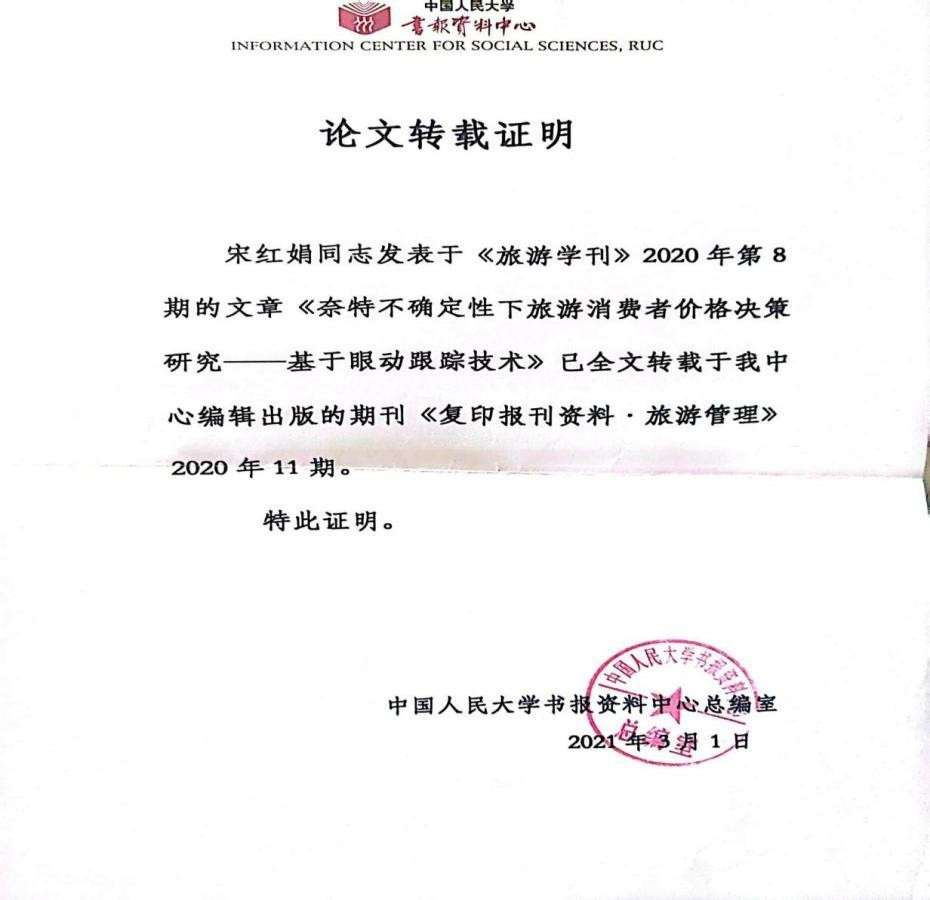 中国人民大学
書報資料中心
INFORMATION CENTER FOR SOCIAL SCIENCES, RUC
论文转载证明
宋红娟同志发表于《旅游学刊》2020 年第 8
期的文章《奈特不确定性下旅游消费者价格决策
研究——基于眼动跟踪技术》已全文转载于我中
心编辑出版的期刊《复印报刊资料·旅游管理》
2020 年 11 期。
特此证明。
中国人民大学书报资料中心总编室
2021 年 3 月 1 日
中国人民大学书报资料中心
总编室